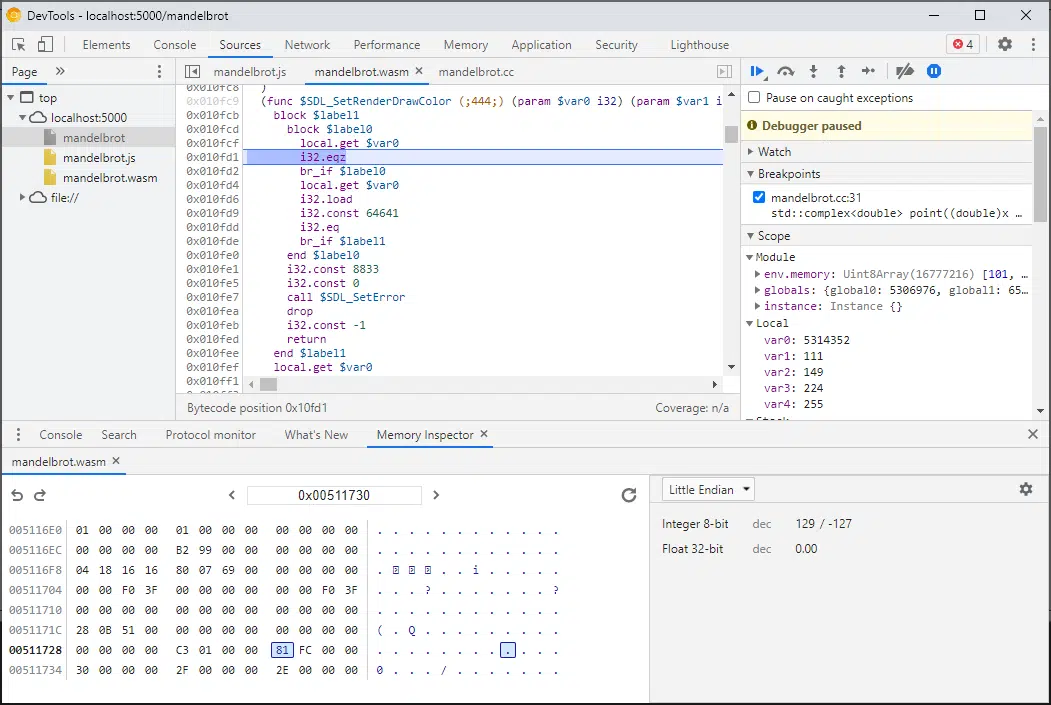 DevTools - localhost:5000/mandelbrot
Elements Console Sources Network Performance Memory Application Security Lighthouse 4
Page » mandelbrot.js mandelbrot.wasm × mandelbrot.cc
top
localhost:5000
mandelbrot
mandelbrot.js
mandelbrot.wasm
file://
0x010fc8 )
0x010fc9 (func $SDL_SetRenderDrawColor (;444;) (param $var0 i32) (param $var1 i
0x010fcb block $label1
0x010fcd block $label0
0x010fcf local.get $var0
0x010fd1 i32.eqz
0x010fd2 br_if $label0
0x010fd4 local.get $var0
0x010fd6 i32.load
0x010fd9 i32.const 64641
0x010fdd i32.eq
0x010fde br_if $label1
0x010fe0 end $label0
0x010fe1 i32.const 8833
0x010fe5 i32.const 0
0x010fe7 call $SDL_SetError
0x010fea drop
0x010feb i32.const -1
0x010fed return
0x010fee end $label1
0x010fef local.get $var0
0x010ff1
Bytecode position 0x10fd1 Coverage: n/a
Pause on caught exceptions
Debugger paused
Watch
Breakpoints
mandelbrot.cc:31
std::complex<double> point((double)x …
Scope
Module
env.memory: Uint8Array(16777216) [101, …
globals: {global0: 5306976, global1: 65…
instance: Instance {}
Local
var0: 5314352
var1: 111
var2: 149
var3: 224
var4: 255
Console Search Protocol monitor What's New Memory Inspector ×
mandelbrot.wasm ×
0x00511730
005116E0 01 00 00 00 01 00 00 00 00 00 00 00 . . . . . . . . . . . .
005116EC 00 00 00 00 B2 99 00 00 00 00 00 00 . . . . . . . . . . . .
005116F8 04 18 16 16 80 07 69 00 00 00 00 00 . . . i . . . . .
00511704 00 00 F0 3F 00 00 00 00 00 00 F0 3F . . . ? . . . . . . . ?
00511710 00 00 00 00 00 00 00 00 00 00 00 00 . . . . . . . . . . . .
0051171C 28 0B 51 00 00 00 00 00 00 00 00 00 ( . Q . . . . . . . . .
00511728 00 00 00 00 C3 01 00 00 81 FC 00 00 . . . . . . . . . . . .
00511734 30 00 00 00 2F 00 00 00 2E 00 00 00 0 . . . / . . . . . . .
Little Endian
Integer 8-bit dec 129 / -127
Float 32-bit dec 0.00